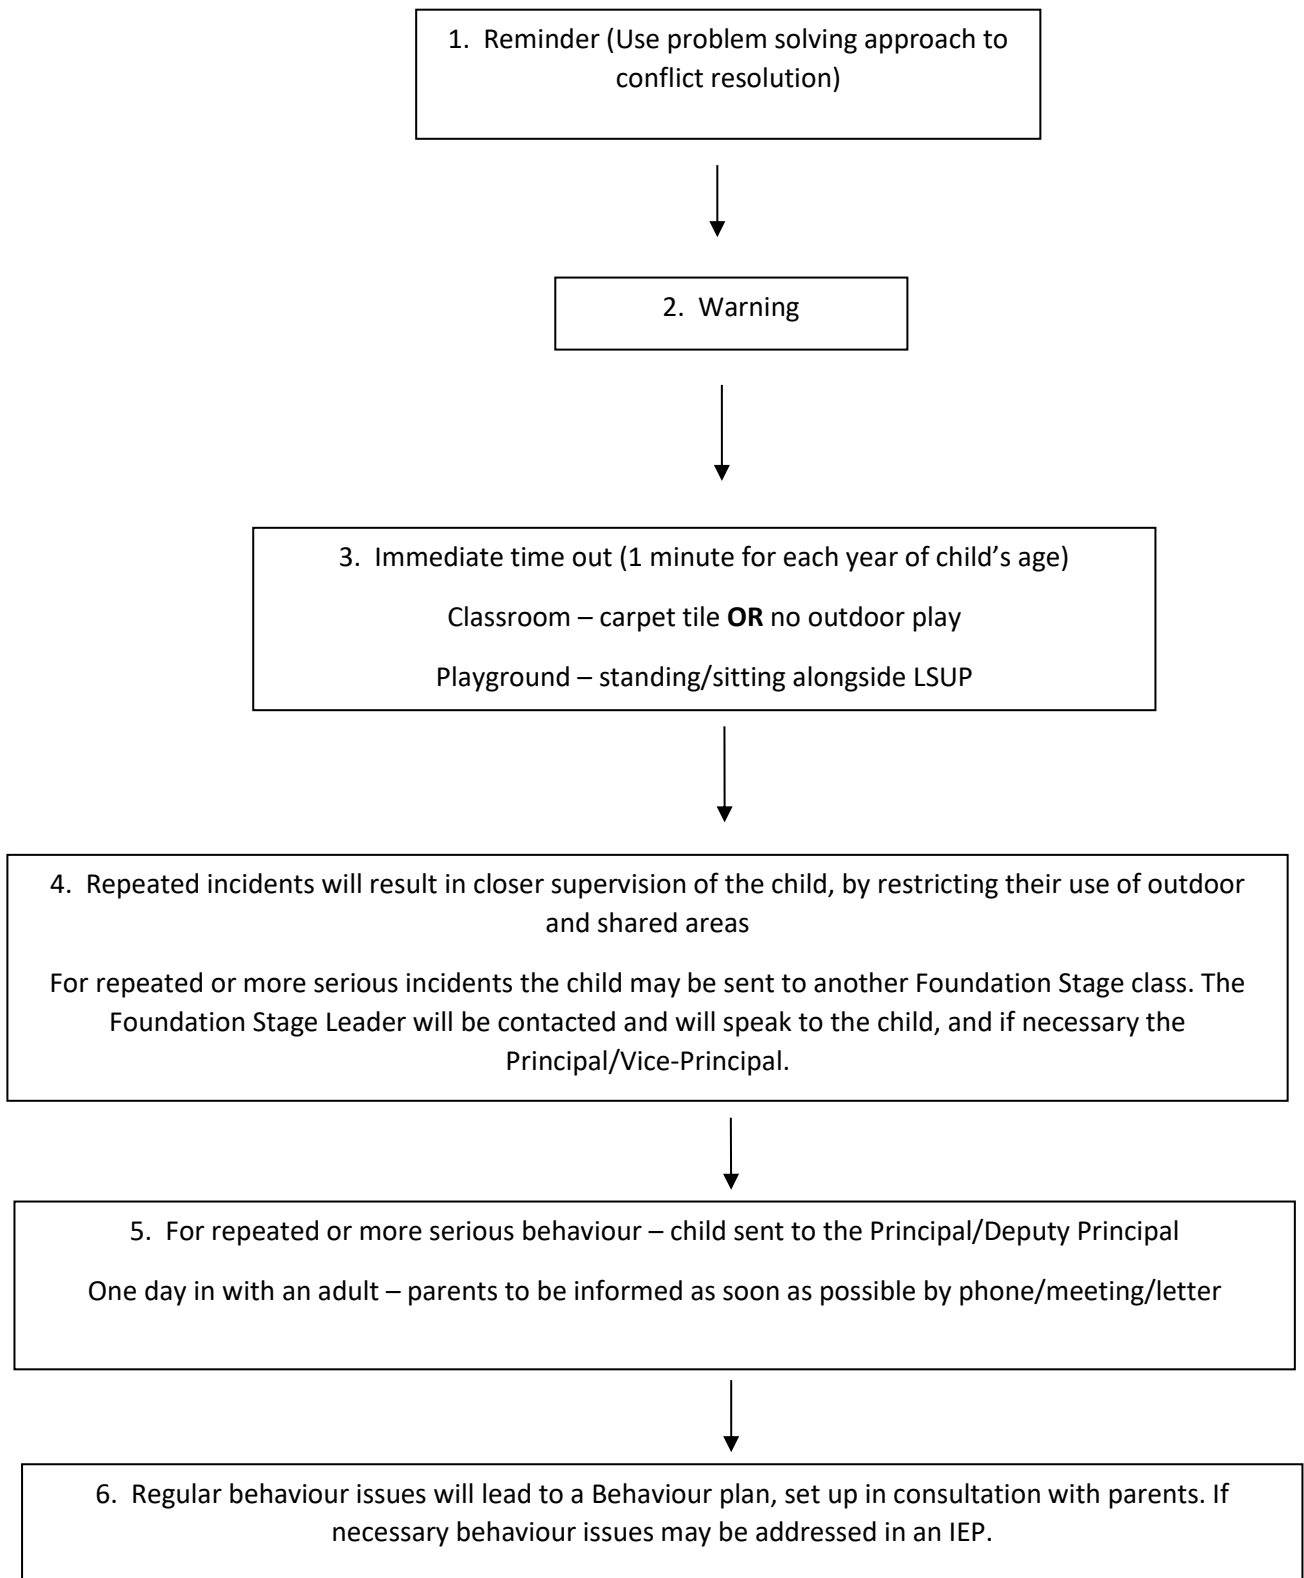 1. Reminder (Use problem solving approach to
conflict resolution)
2. Warning
3. Immediate time out (1 minute for each year of child’s age)
Classroom – carpet tile OR no outdoor play
Playground – standing/sitting alongside LSUP
4. Repeated incidents will result in closer supervision of the child, by restricting their use of outdoor
and shared areas
For repeated or more serious incidents the child may be sent to another Foundation Stage class. The
Foundation Stage Leader will be contacted and will speak to the child, and if necessary the
Principal/Vice-Principal.
5. For repeated or more serious behaviour – child sent to the Principal/Deputy Principal
One day in with an adult – parents to be informed as soon as possible by phone/meeting/letter
6. Regular behaviour issues will lead to a Behaviour plan, set up in consultation with parents. If
necessary behaviour issues may be addressed in an IEP.